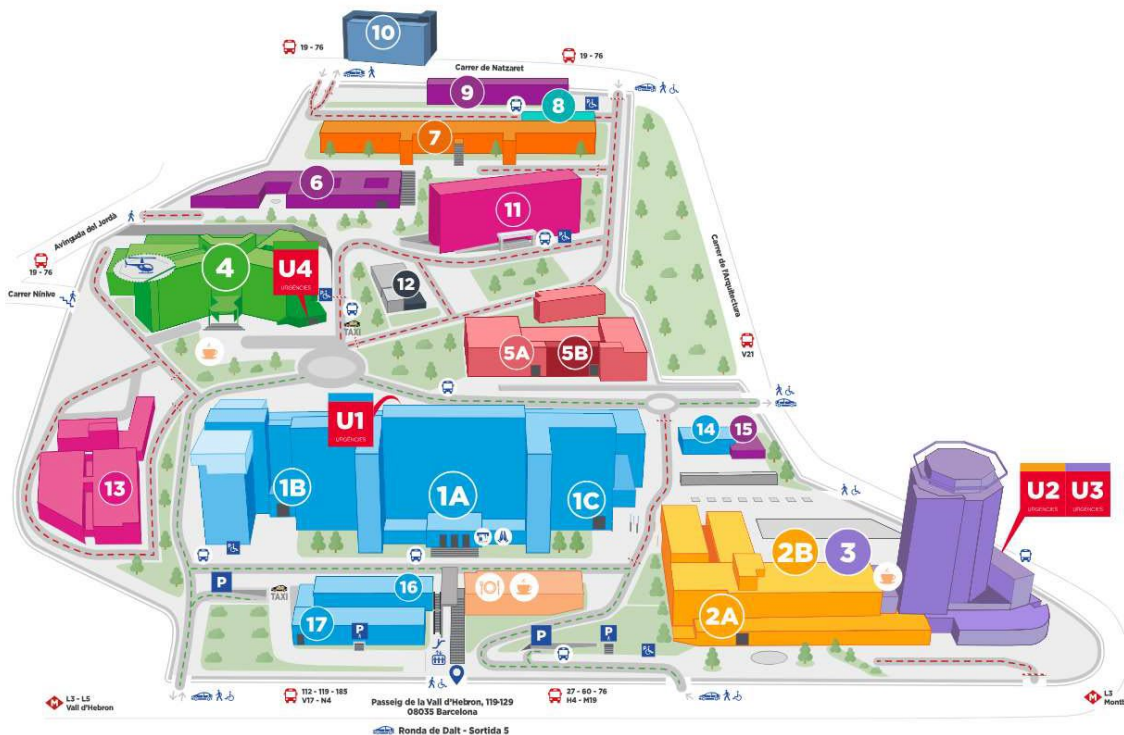 10
19 - 76
19 - 76
Carrer de Natzaret
9
8
7
6
11
Avinguda del Jordà
19 - 76
Carrer Nínive
4
U4
URGÈNCIES
12
TAXI
Carrer de l'Arquitectura
V21
5A
5B
U1
URGÈNCIES
14
15
13
1B
1A
1C
U2
URGÈNCIES
U3
URGÈNCIES
2B
3
P
TAXI
16
17
P
2A
P
P
L3 - L5
Vall d'Hebron
112 - 119 - 185
V17 - N4
Passeig de la Vall d'Hebron, 119-129
08035 Barcelona
27 - 60 - 76
H4 - M19
Ronda de Dalt - Sortida 5
M
M
L3